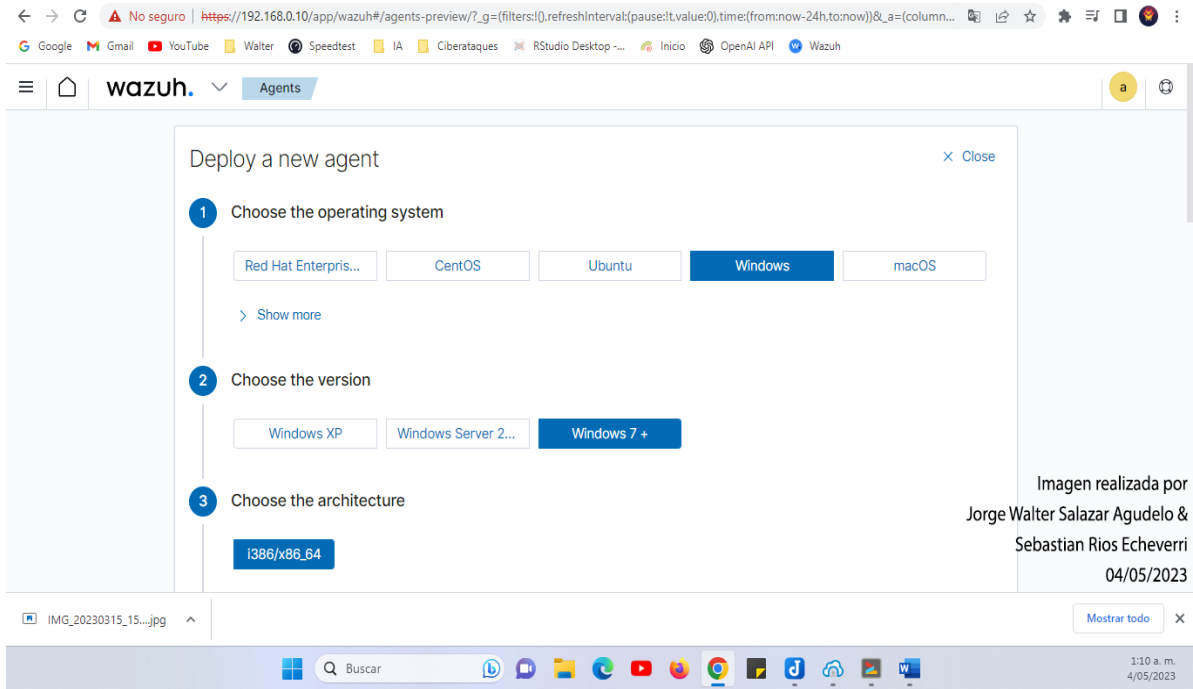 No seguro | https://192.168.0.10/app/wazuh#/agents-preview/?_g=(filters:!(),refreshInterval:(pause:!t,value:0),time:(from:now-24h,to:now))&_a=(column...
Google Gmail YouTube Walter Speedtest IA Ciberataques RStudio Desktop -... Inicio OpenAI API Wazuh
wazuh. Agents a
Deploy a new agent
Close
1 Choose the operating system
Red Hat Enterpris... CentOS Ubuntu Windows macOS
Show more
2 Choose the version
Windows XP Windows Server 2... Windows 7 +
3 Choose the architecture
i386/x86_64
Imagen realizada por
Jorge Walter Salazar Agudelo &
Sebastian Rios Echeverri
04/05/2023
IMG_20230315_15....jpg
Mostrar todo
Buscar
1:10 a. m.
4/05/2023